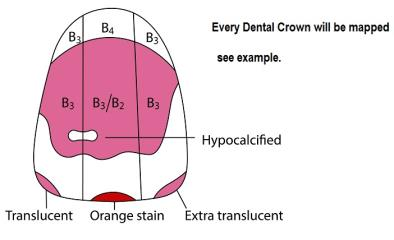 Every Dental Crown will be mapped
see example.
B3 B4 B3
B3 B3/B2 B3
Hypocalcified
Translucent Orange stain Extra translucent